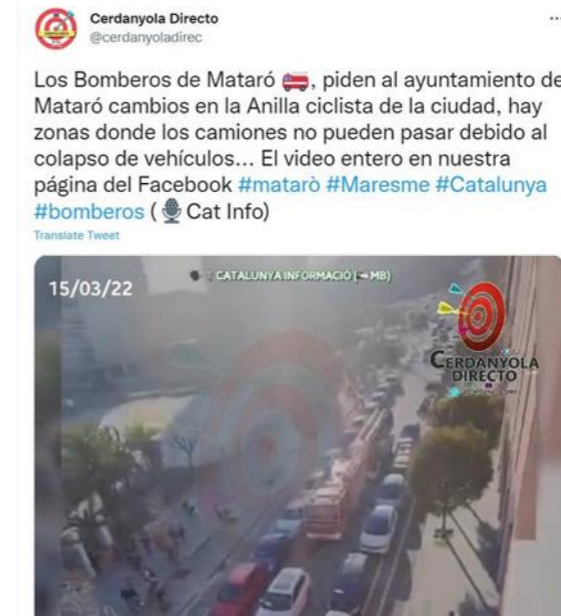 Cerdanyola Directo
@cerdanyoladirec
Los Bomberos de Mataró 🚒, piden al ayuntamiento de
Mataró cambios en la Anilla ciclista de la ciudad, hay
zonas donde los camiones no pueden pasar debido al
colapso de vehículos... El video entero en nuestra
página del Facebook #matarò #Maresme #Catalunya
#bomberos (🎙Cat Info)
Translate Tweet
CATALUNYA INFORMACIÓ (MB)
15/03/22
CERDANYOLA
DIRECTO